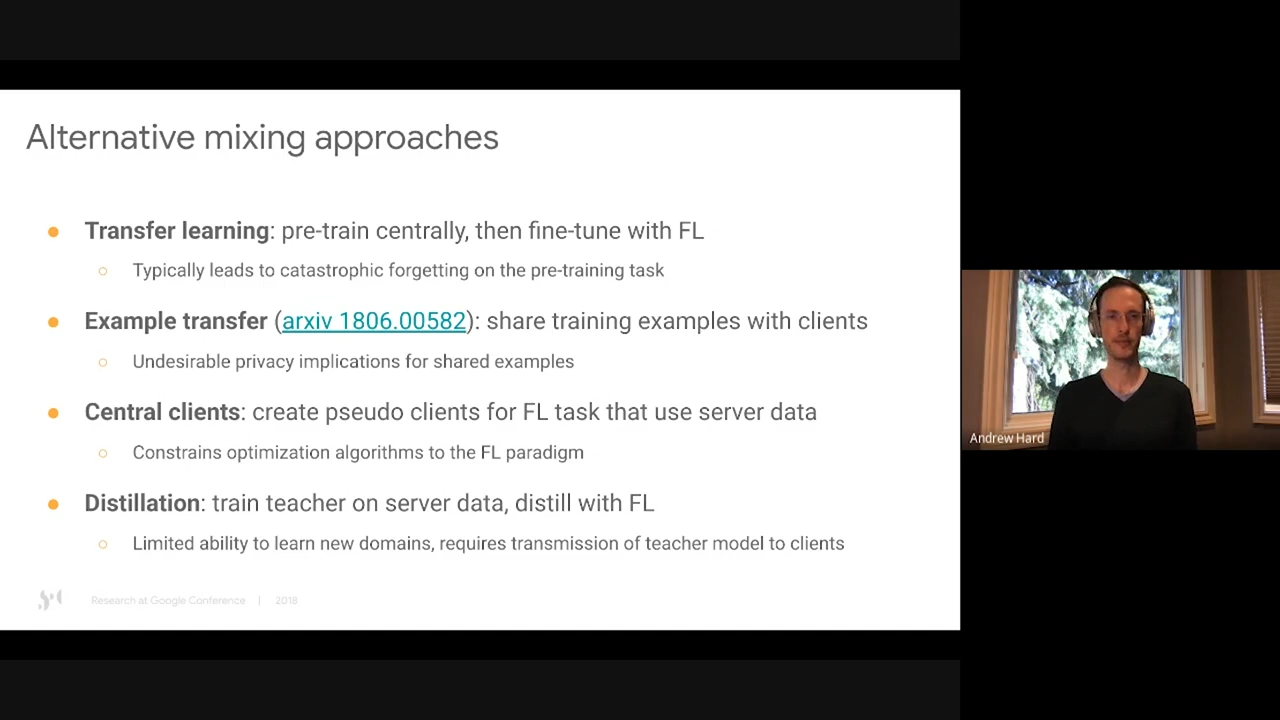 Alternative mixing approaches
● Transfer learning: pre-train centrally, then fine-tune with FL
○ Typically leads to catastrophic forgetting on the pre-training task
● Example transfer (arxiv 1806.00582): share training examples with clients
○ Undesirable privacy implications for shared examples
● Central clients: create pseudo clients for FL task that use server data
○ Constrains optimization algorithms to the FL paradigm
● Distillation: train teacher on server data, distill with FL
○ Limited ability to learn new domains, requires transmission of teacher model to clients
Research at Google Conference | 2018
Andrew Hard